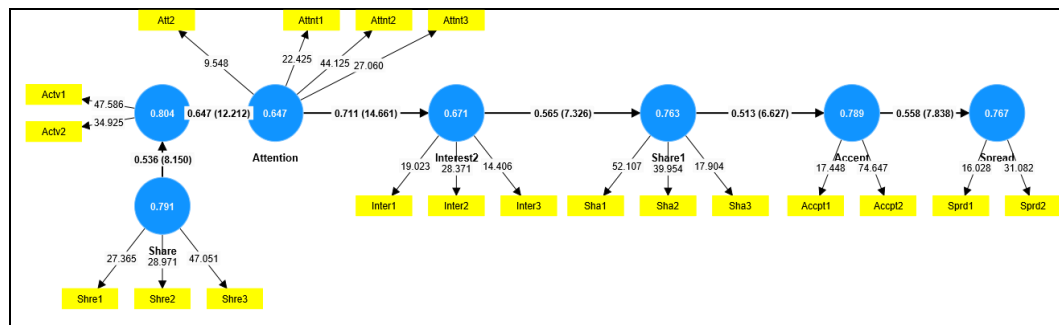 Att2 Attnt1 Attnt2 Attnt3
9.548 22.425 44.125 27.060
Actv1 47.586
Actv2 34.925
0.804 0.647 (12.212) 0.647 0.711 (14.661) 0.671 0.565 (7.326) 0.763 0.513 (6.627) 0.789 0.558 (7.838) 0.767
Attention Interest2 Share1 Accept Spread
0.536 (8.150)
19.023 28.371 14.406 52.107 39.954 17.904 17.448 74.647 16.028 31.082
Inter1 Inter2 Inter3 Sha1 Sha2 Sha3 Accpt1 Accpt2 Sprd1 Sprd2
0.791
Share
27.365 28.971 47.051
Shre1 Shre2 Shre3